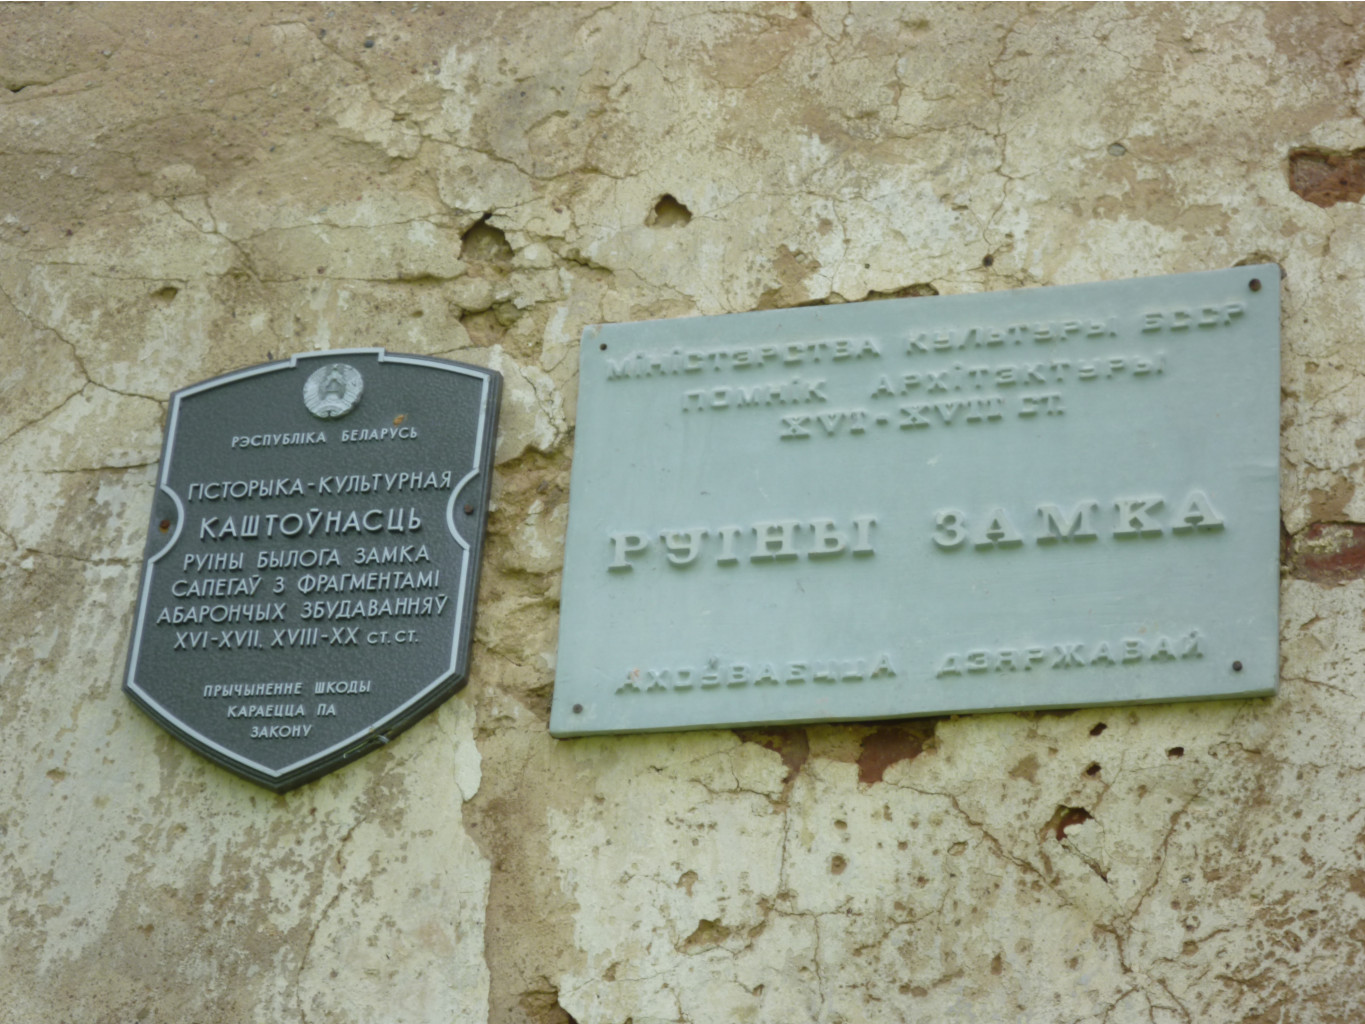 РЭСПУБЛІКА БЕЛАРУСЬ
ГІСТОРЫКА-КУЛЬТУРНАЯ
КАШТОЎНАСЦЬ
РУІНЫ БЫЛОГА ЗАМКА
САПЕГАЎ З ФРАГМЕНТАМІ
АБАРОНЧЫХ ЗБУДАВАННЯЎ
XVI-XVII, XVIII-XX СТ.СТ.
ПРЫЧЫНЕННЕ ШКОДЫ
КАРАЕЦЦА ПА
ЗАКОНУ
МІНІСТЭРСТВА КУЛЬТУРЫ БССР
ПОМНІК АРХІТЭКТУРЫ
XVI-XVIII СТ.
РУІНЫ ЗАМКА
АХОЎВАЕЦЦА ДЗЯРЖАВАЙ